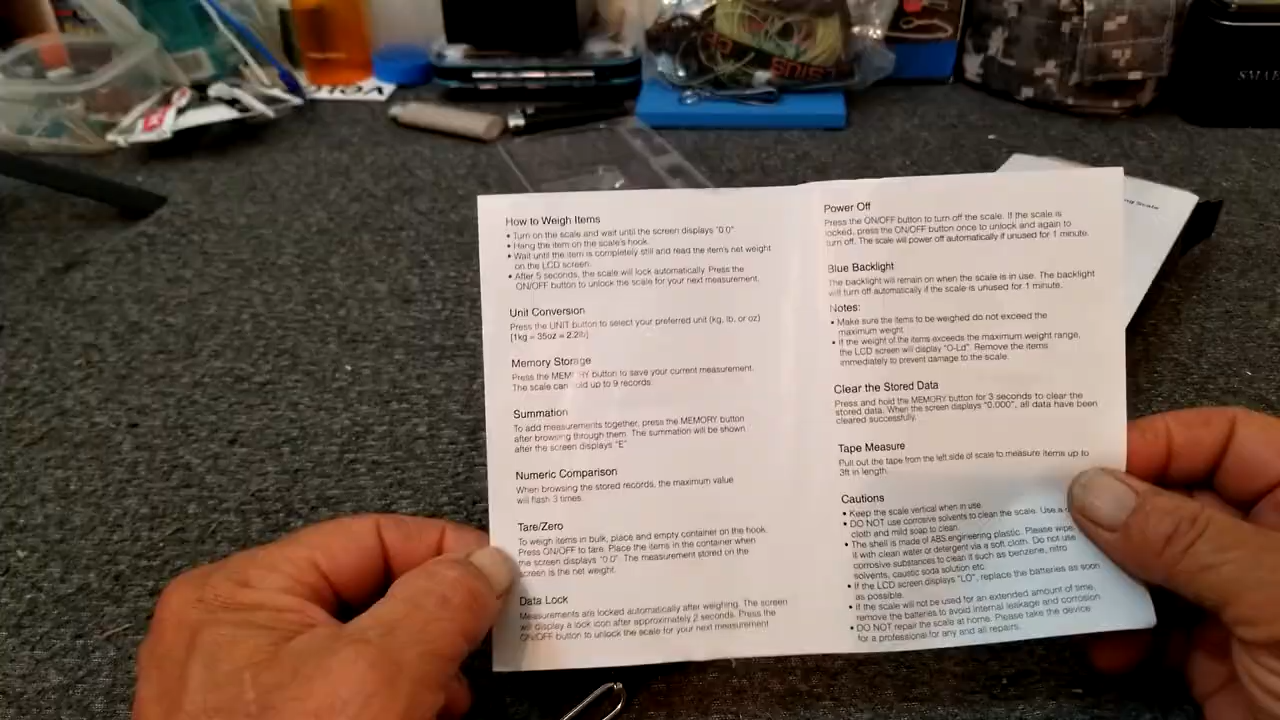 How to Weigh Items
• Turn on the scale and wait until the screen displays "0.0"
• Hang the item on the scale's hook.
• Wait until the item is completely still and read the item's net weight
on the LCD screen.
• After 5 seconds, the scale will lock automatically. Press the
ON/OFF button to unlock the scale for your next measurement.
Unit Conversion
Press the UNIT button to select your preferred unit (kg, lb, or oz)
[1kg = 35oz = 2.2lb]
Memory Storage
Press the button to save your current measurement.
The scale can up to 9 records.
Summation
To add measurements together, press the MEMORY button
after browsing through them. The summation will be shown
after the screen displays "E"
Numeric Comparison
When browsing the stored records, the maximum value
will flash 3 times.
Tare/Zero
To weigh items in bulk, place and empty container on the hook.
Press ON/OFF to tare. Place the items in the container when
the screen displays "0.0". The measurement stored on the
screen is the net weight.
Data Lock
Measurements are locked automatically after weighing. The screen
will display a lock icon after approximately 2 seconds. Press the
ON/OFF button to unlock the scale for your next measurement
Power Off
Press the ON/OFF button to turn off the scale. If the scale is
locked, press the ON/OFF button once to unlock and again to
turn off. The scale will power off automatically if unused for 1 minute.
Blue Backlight
The backlight will remain on when the scale is in use. The backlight
will turn off automatically if the scale is unused for 1 minute.
Notes:
• Make sure the items to be weighed do not exceed the
maximum weight
• If the weight of the items exceeds the maximum weight range,
the LCD screen will display "O-Ld". Remove the items
immediately to prevent damage to the scale.
Clear the Stored Data
Press and hold the MEMORY button for 3 seconds to clear the
stored data. When the screen displays "0.000", all data have been
cleared successfully.
Tape Measure
Pull out the tape from the left side of scale to measure items up to
3ft in length.
Cautions
• Keep the scale vertical when in use.
• DO NOT use corrosive solvents to clean the scale. Use a
cloth and mild soap to clean.
• The shell is made of ABS engineering plastic. Please wipe
it with clean water or detergent via a soft cloth. Do not use
corrosive substances to clean it such as benzene, nitro
solvents, caustic soda solution etc.
• If the LCD screen displays "LO", replace the batteries as soon
as possible.
• If the scale will not be used for an extended amount of time,
remove the batteries to avoid internal leakage and corrosion
• DO NOT repair the scale at home. Please take the device
for a professional for any and all repairs.
Scale